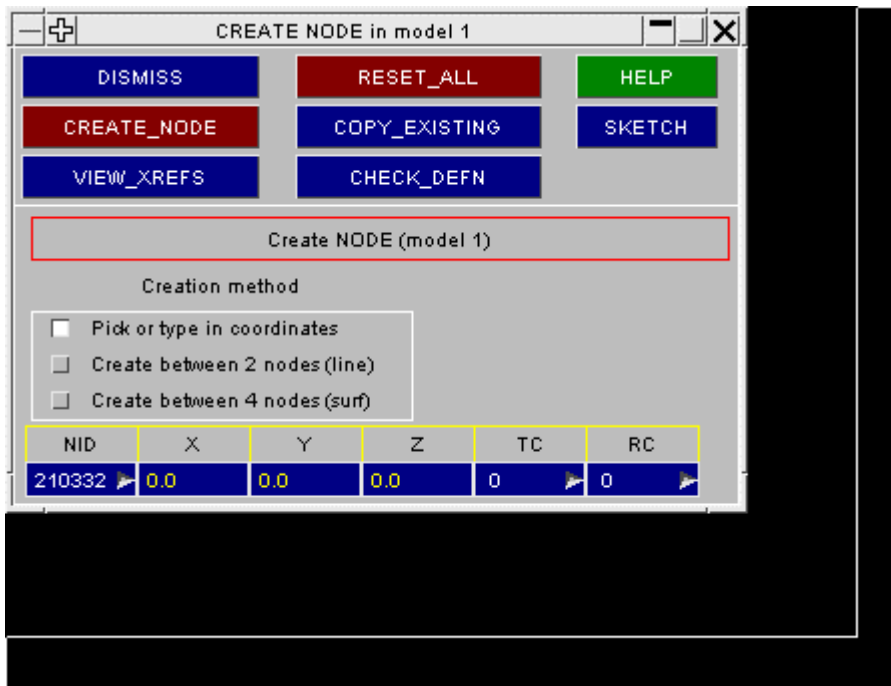 CREATE NODE in model 1
DISMISS RESET_ALL HELP
CREATE_NODE COPY_EXISTING SKETCH
VIEW_XREFS CHECK_DEFN
Create NODE (model 1)
Creation method
Pick or type in coordinates
Create between 2 nodes (line)
Create between 4 nodes (surf)
NID X Y Z TC RC
210332 0.0 0.0 0.0 0 0